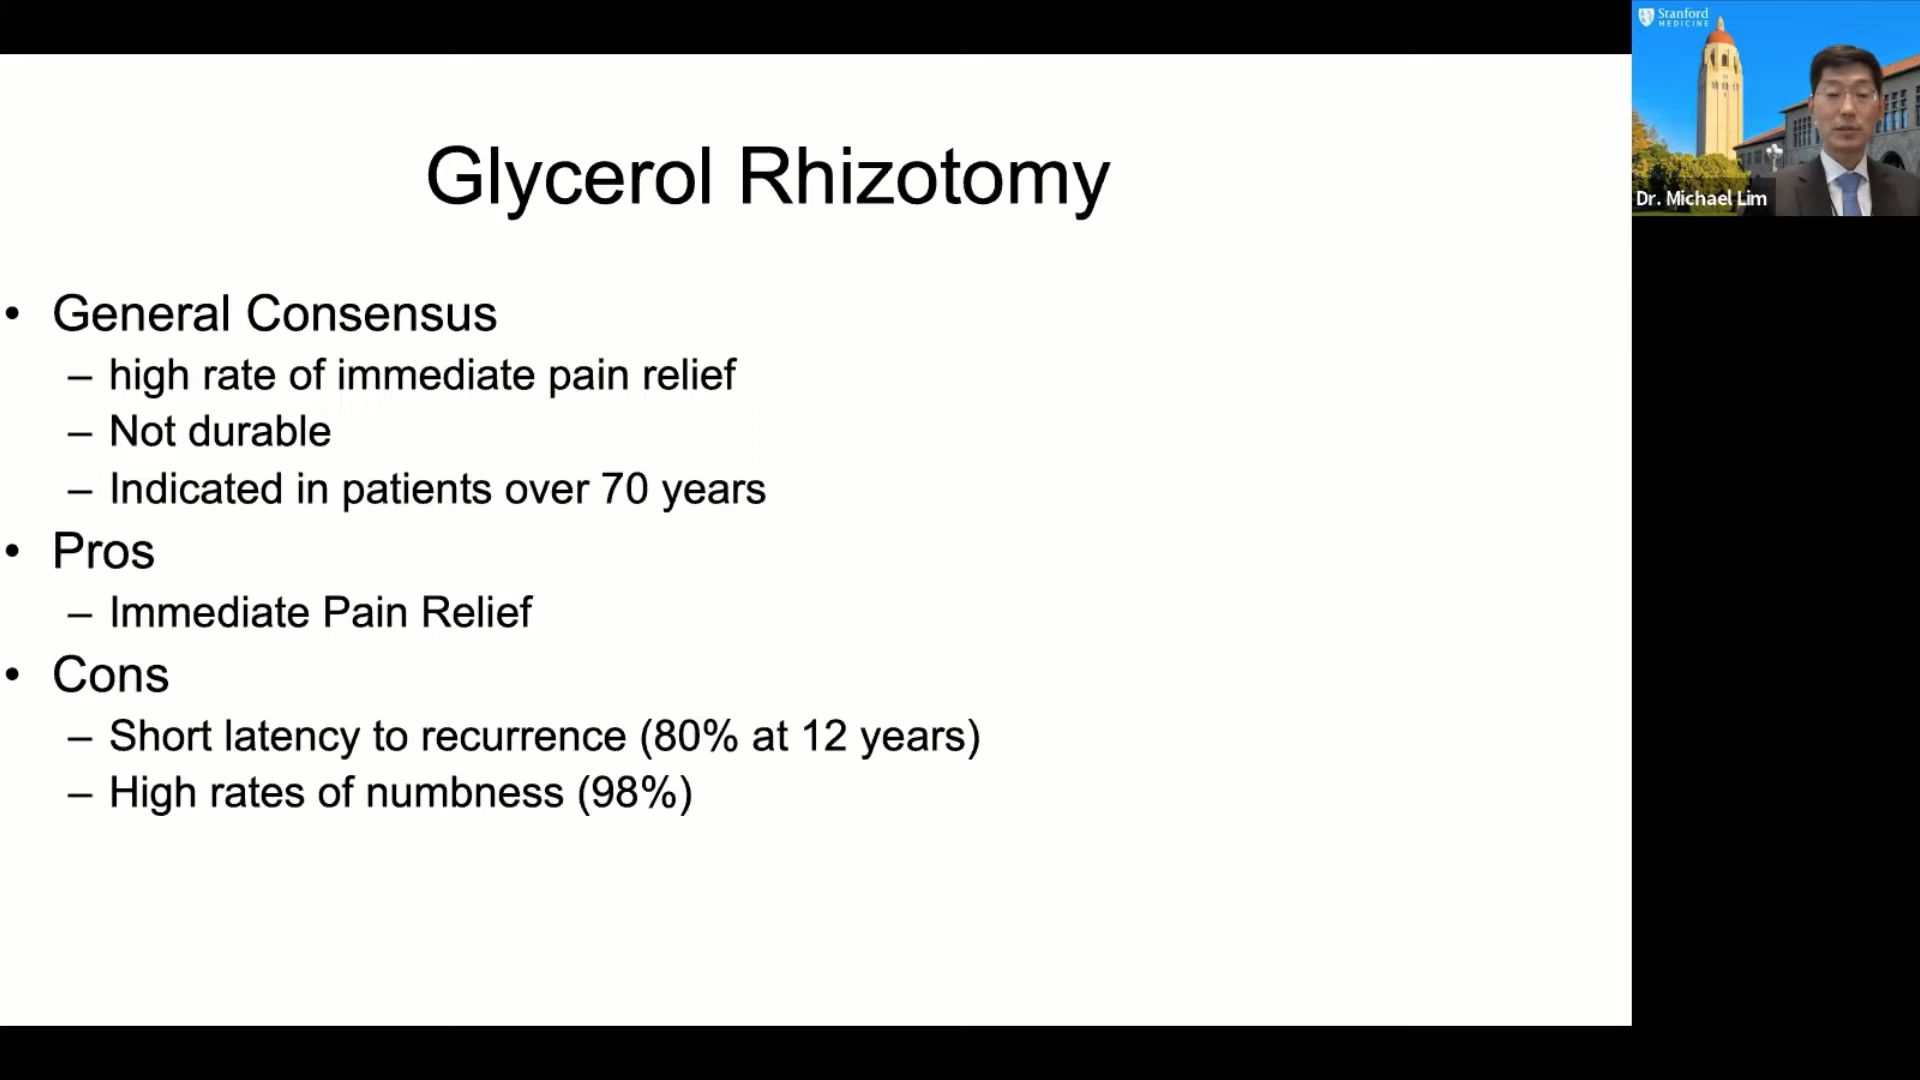 Glycerol Rhizotomy
• General Consensus
– high rate of immediate pain relief
– Not durable
– Indicated in patients over 70 years
• Pros
– Immediate Pain Relief
• Cons
– Short latency to recurrence (80% at 12 years)
– High rates of numbness (98%)
Stanford
MEDICINE
Dr. Michael Lim